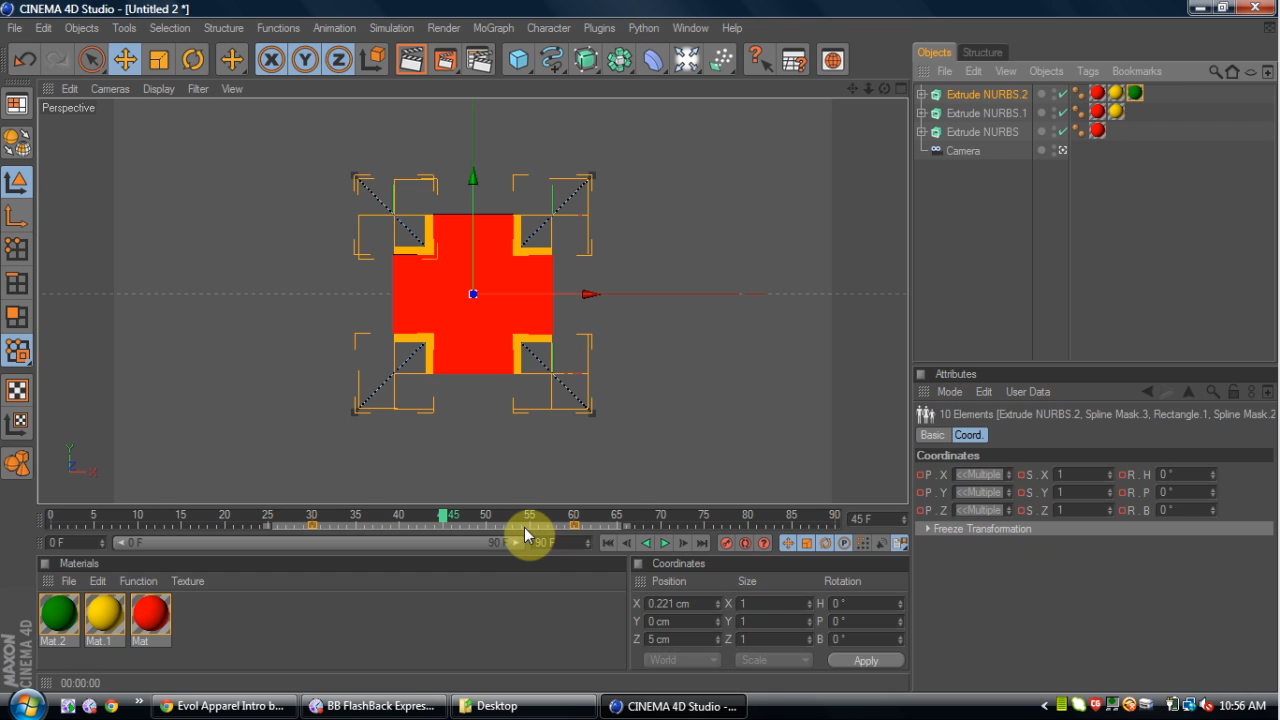 CINEMA 4D Studio - [Untitled 2 *]
File Edit Objects Tools Selection Structure Functions Animation Simulation Render MoGraph Character Plugins Window Help
X Y Z
Objects Structure
File Edit View Objects Tags Bookmarks
Edit Cameras Display Filter View
Perspective
Extrude NURBS.2
Extrude NURBS.1
Extrude NURBS
Camera
Attributes
Mode Edit User Data
10 Elements [Extrude NURBS.2, Spline Mask.3, Rectangle.1, Spline Mask.2
Basic Coord.
Coordinates
P . X <<Multiple S . X 1 R . H 0 °
P . Y <<Multiple S . Y 1 R . P 0 °
P . Z <<Multiple S . Z 1 R . B 0 °
Freeze Transformation
Y
Z X
0 5 10 15 20 25 30 35 40 45 50 55 60 65 70 75 80 85 90 45 F
0 F 0 F 90 F 90 F
Materials
File Edit Function Texture
Mat.2 Mat.1 Mat
Coordinates
Position Size Rotation
X 0.221 cm X 1 H 0 °
Y 0 cm Y 1 P 0 °
Z 5 cm Z 1 B 0 °
World Scale Apply
MAXON CINEMA 4D
00:00:00
Evol Apparel Intro b... BB FlashBack Expres... Desktop CINEMA 4D Studio -... 10:56 AM